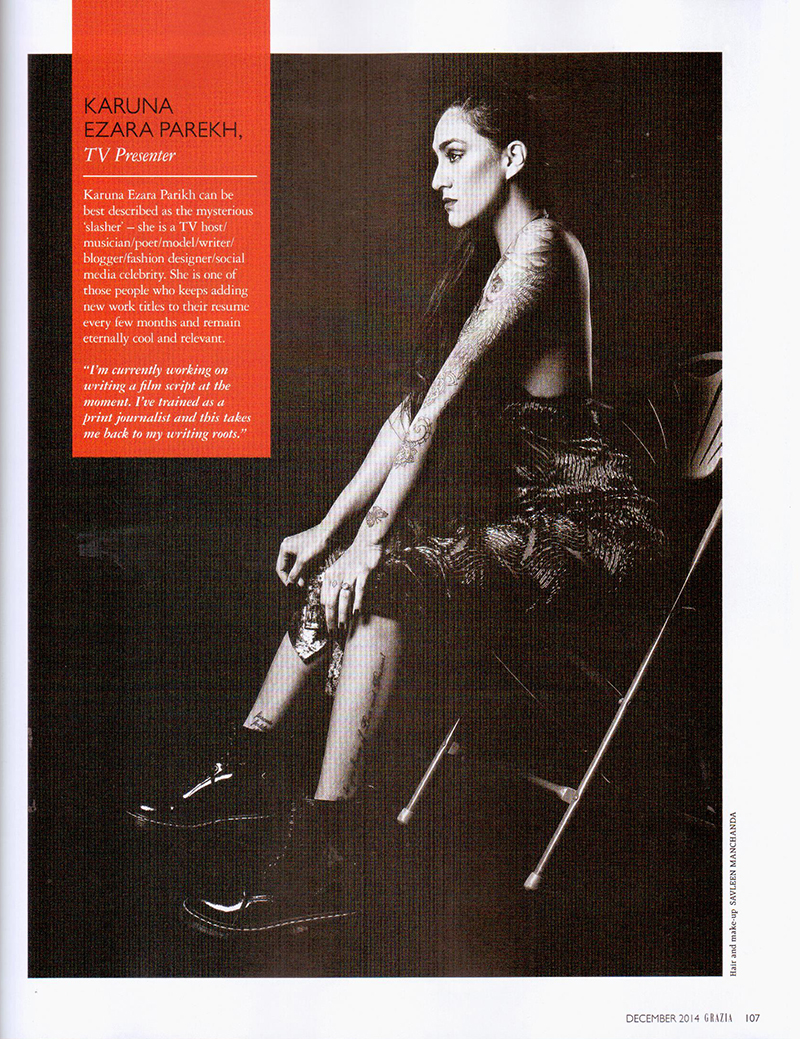 KARUNA
EZARA PAREKH,
TV Presenter
Karuna Ezara Parikh can be
best described as the mysterious
‘slasher’ – she is a TV host/
musician/poet/model/writer/
blogger/fashion designer/social
media celebrity. She is one of
those people who keeps adding
new work titles to their resume
every few months and remain
eternally cool and relevant.
“I’m currently working on
writing a film script at the
moment. I’ve trained as a
print journalist and this takes
me back to my writing roots.”
Hair and make-up SAVLEEN MANCHANDA
DECEMBER 2014 GRAZIA 107